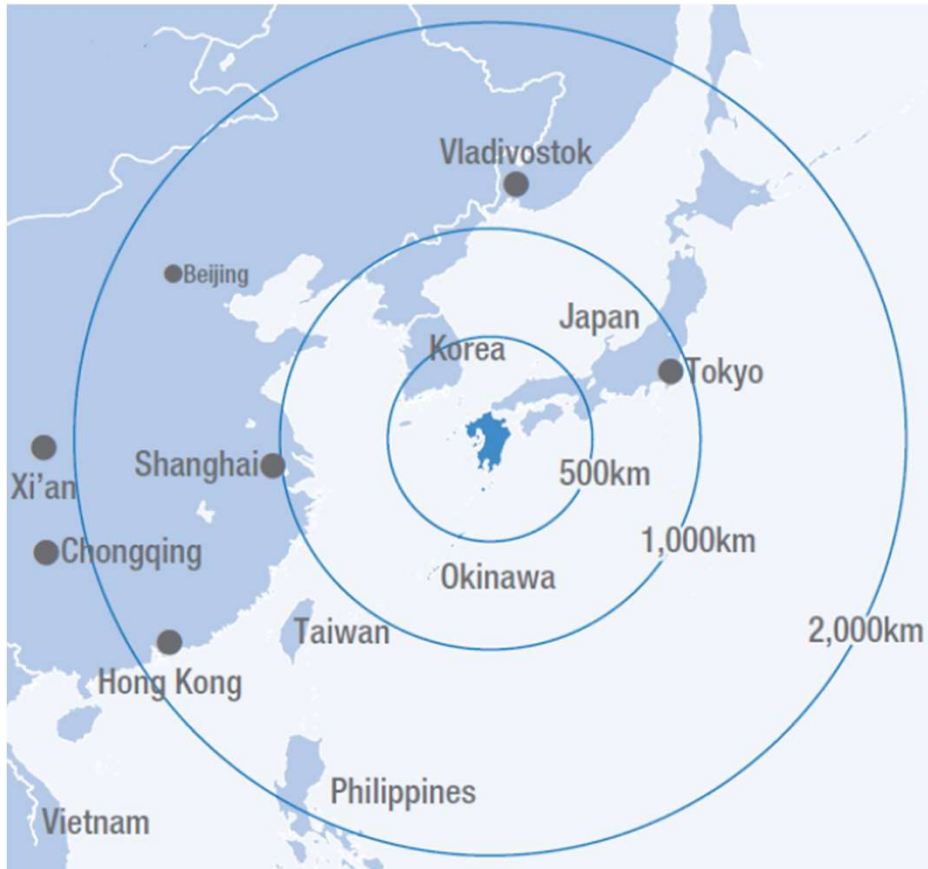 Vladivostok
Beijing
Japan
Korea
Tokyo
Shanghai
500km
Xi'an
1,000km
Chongqing
Okinawa
Taiwan
2,000km
Hong Kong
Philippines
Vietnam